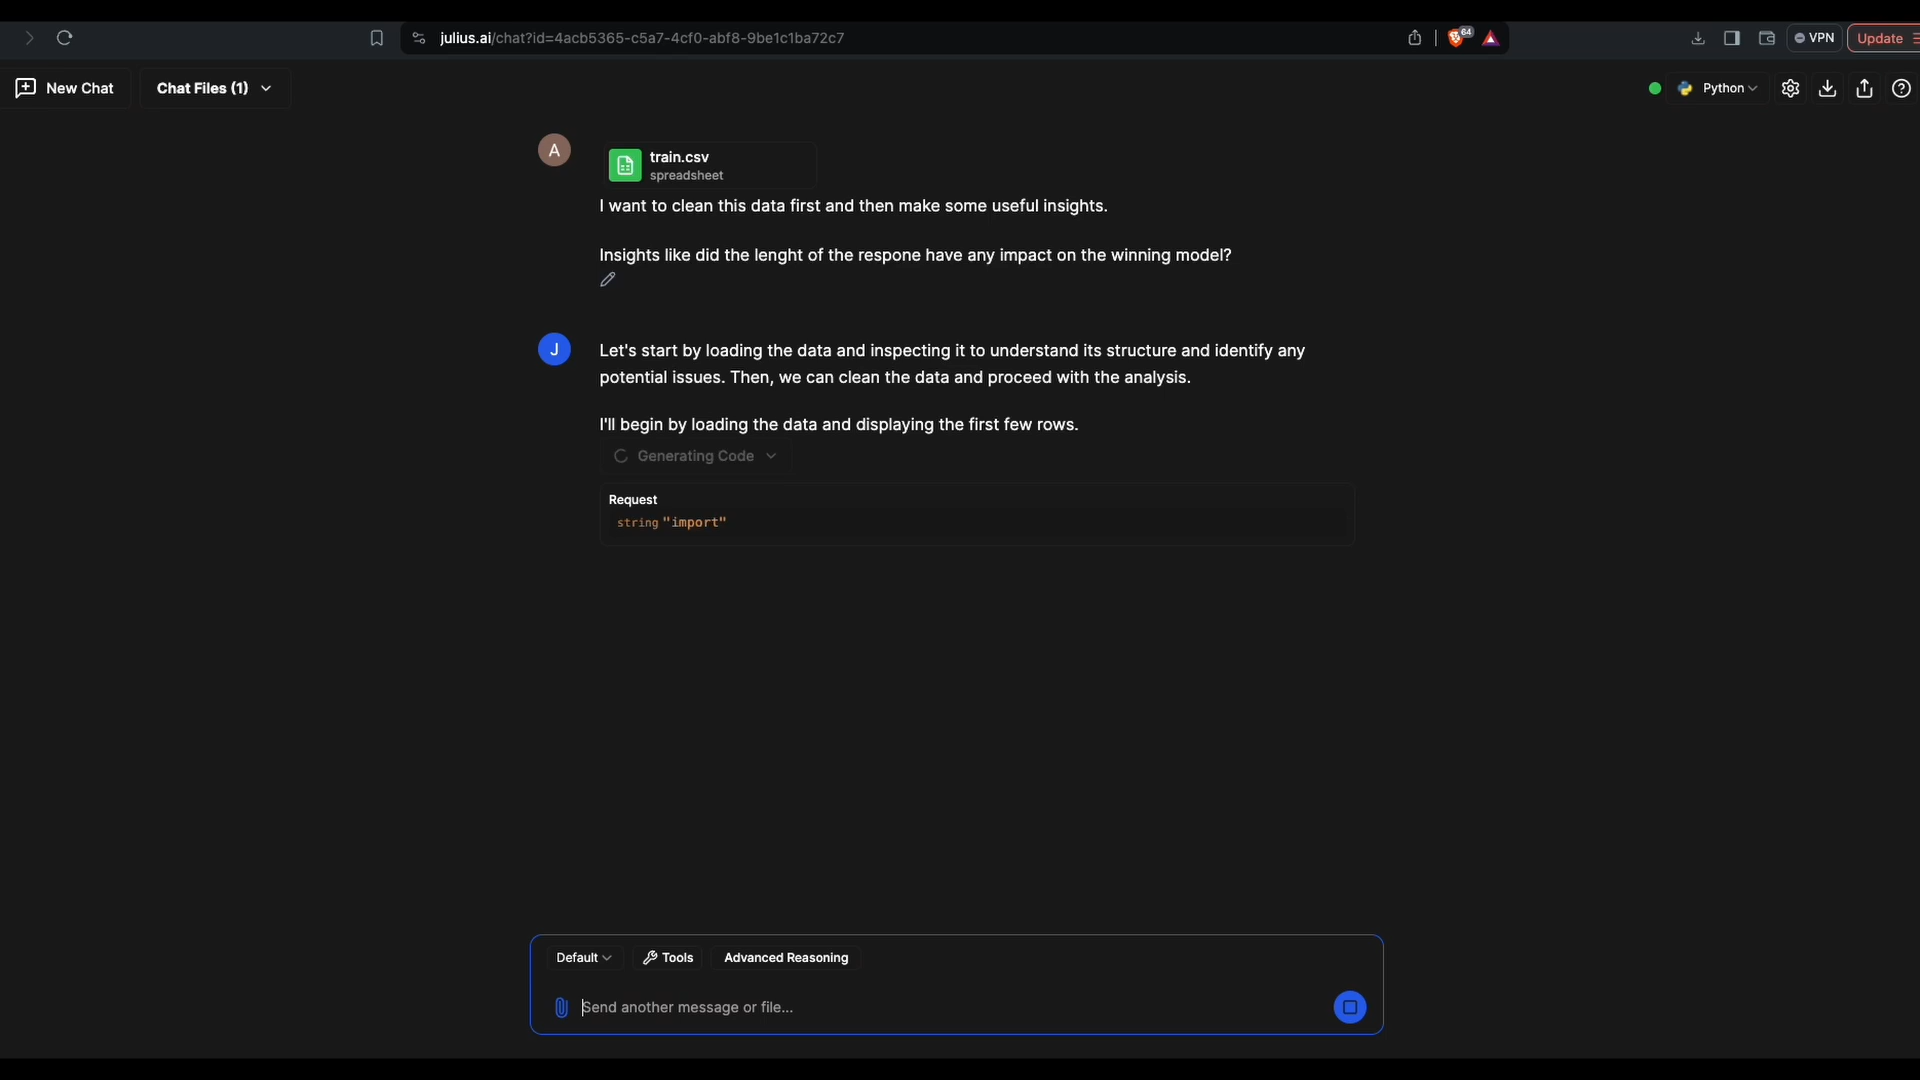 julius.ai/chat?id=4acb5365-c5a7-4cf0-abf8-9be1c1ba72c7
64
VPN
Update
New Chat
Chat Files (1)
Python
A
train.csv
spreadsheet
I want to clean this data first and then make some useful insights.
Insights like did the lenght of the respone have any impact on the winning model?
J
Let's start by loading the data and inspecting it to understand its structure and identify any
potential issues. Then, we can clean the data and proceed with the analysis.
I'll begin by loading the data and displaying the first few rows.
Generating Code
Request
string "import"
Default
Tools
Advanced Reasoning
Send another message or file...